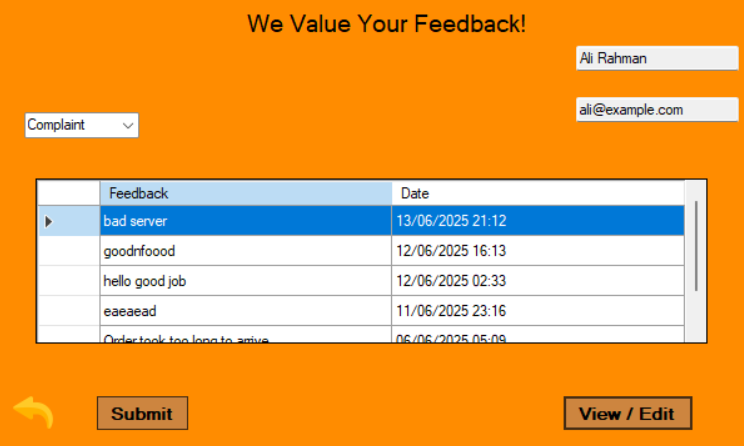 We Value Your Feedback!
Ali Rahman
ali@example.com
Complaint
Feedback Date
bad server 13/06/2025 21:12
goodnfoood 12/06/2025 16:13
hello good job 12/06/2025 02:33
eaeaead 11/06/2025 23:16
Order took too long to arrive 06/06/2025 05:09
Submit View / Edit